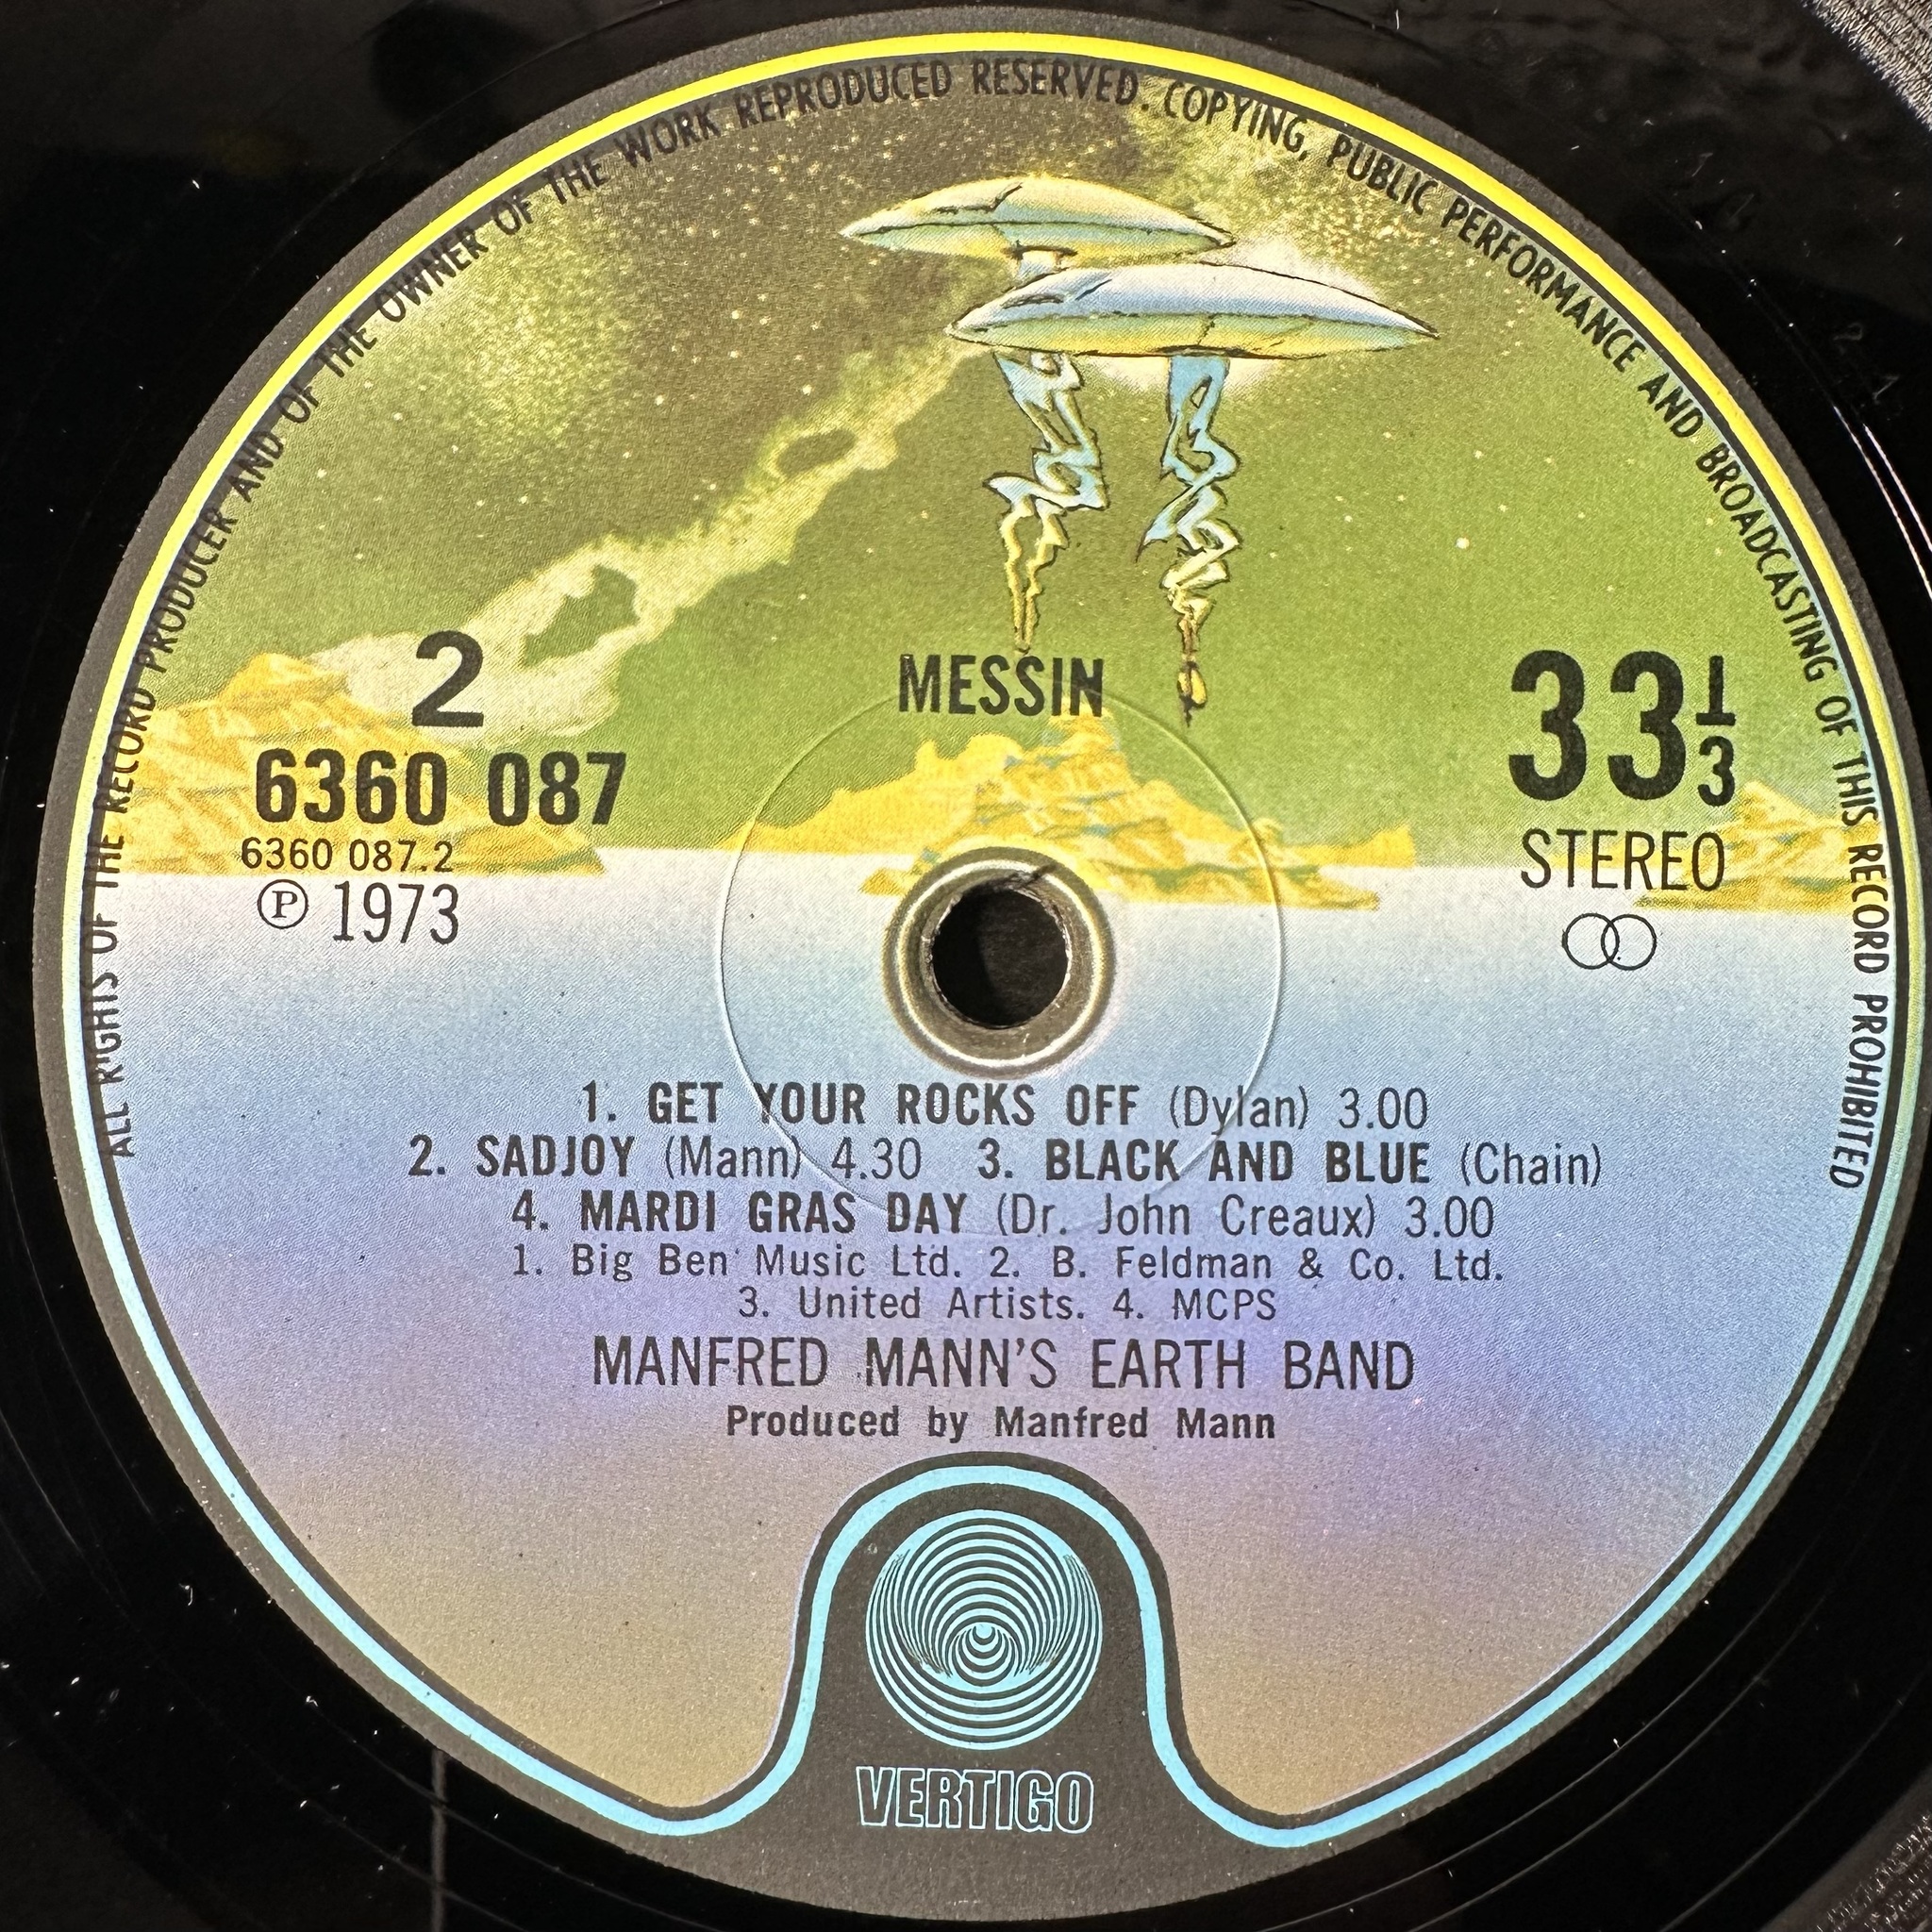 ALL RIGHTS OF THE RECORD PRODUCER AND OF THE OWNER OF THE WORK REPRODUCED RESERVED. COPYING, PUBLIC PERFORMANCE AND BROADCASTING OF THIS RECORD PROHIBITED
MESSIN
2
6360 087
6360 087.2
℗ 1973
33⅓
STEREO
1. GET YOUR ROCKS OFF (Dylan) 3.00
2. SADJOY (Mann) 4.30 3. BLACK AND BLUE (Chain)
4. MARDI GRAS DAY (Dr. John Creaux) 3.00
1. Big Ben Music Ltd. 2. B. Feldman & Co. Ltd.
3. United Artists. 4. MCPS
MANFRED MANN'S EARTH BAND
Produced by Manfred Mann
VERTIGO